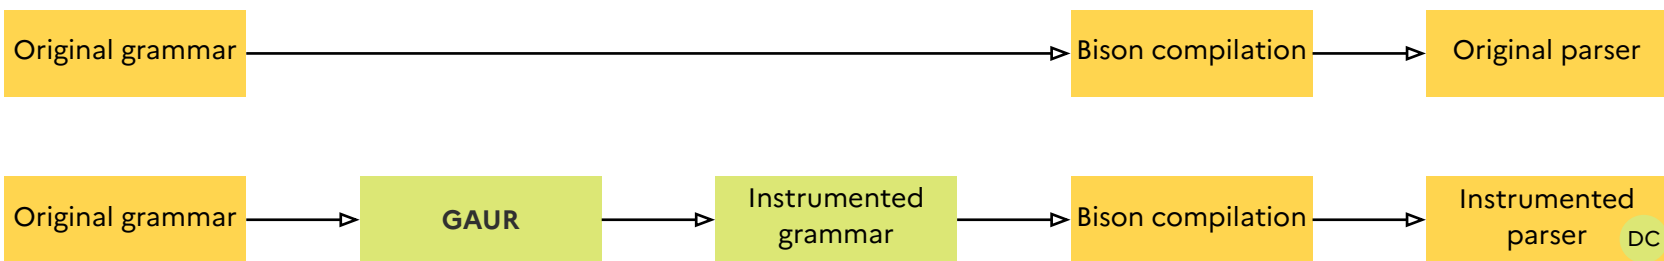 Original grammar
Bison compilation
Original parser
Original grammar
GAUR
Instrumented
grammar
Bison compilation
Instrumented
parser
DC